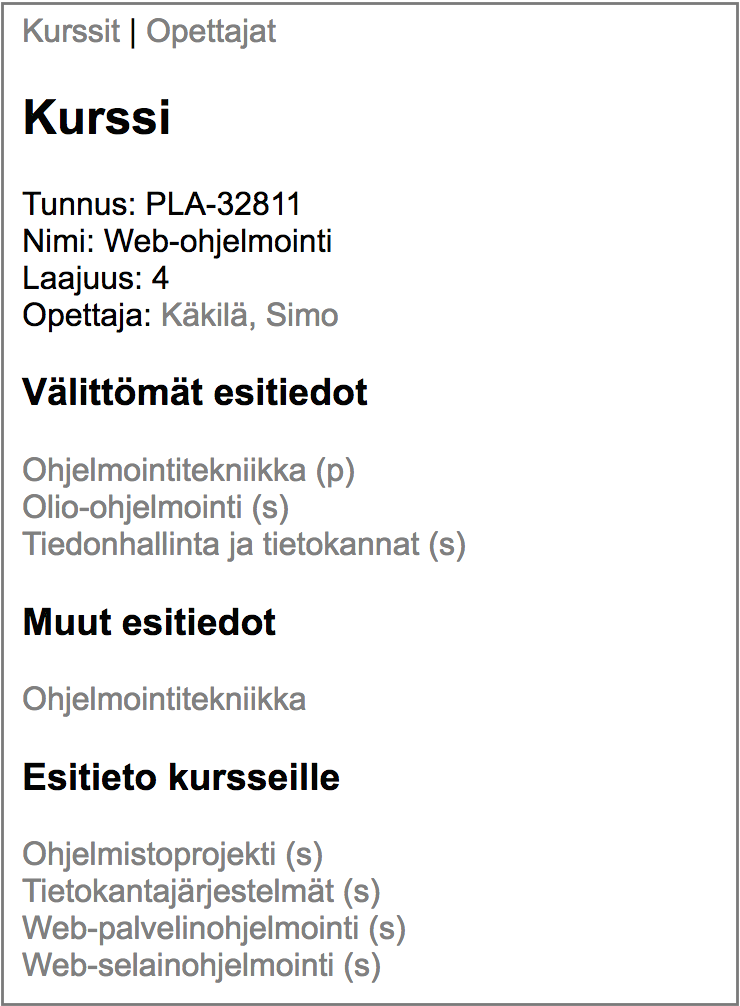 Kurssit | Opettajat
Kurssi
Tunnus: PLA-32811
Nimi: Web-ohjelmointi
Laajuus: 4
Opettaja: Käkilä, Simo
Välittömät esitiedot
Ohjelmointitekniikka (p)
Olio-ohjelmointi (s)
Tiedonhallinta ja tietokannat (s)
Muut esitiedot
Ohjelmointitekniikka
Esitieto kursseille
Ohjelmistoprojekti (s)
Tietokantajärjestelmät (s)
Web-palvelinohjelmointi (s)
Web-selainohjelmointi (s)